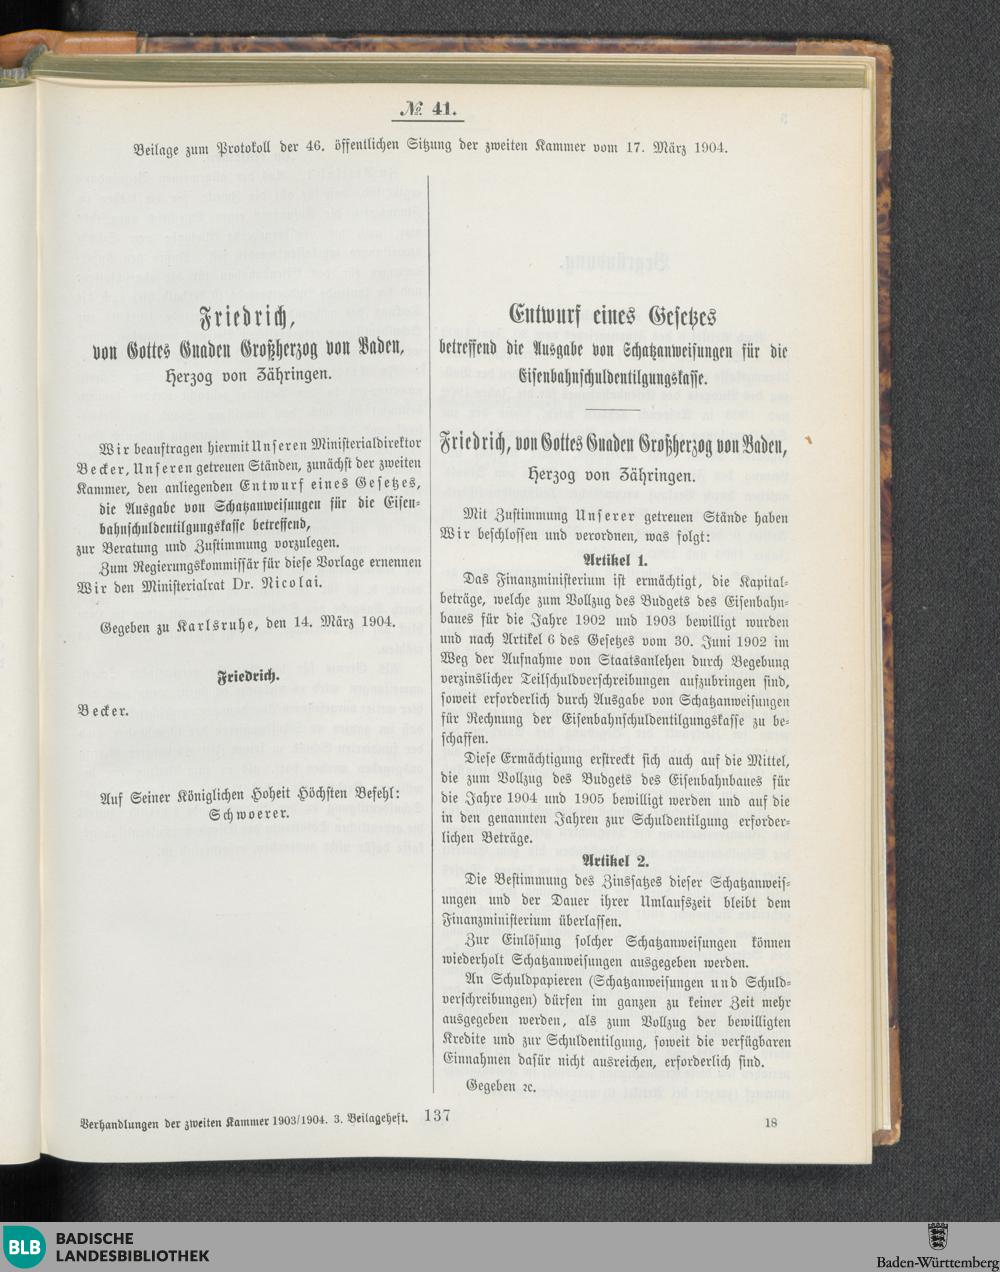 № 41.
Beilage zum Protokoll der 46. öffentlichen Sitzung der zweiten Kammer vom 17. März 1904.
Friedrich,
von Gottes Gnaden Großherzog von Baden,
Herzog von Zähringen.
Wir beauftragen hiermit Unseren Ministerialdirektor
Becker, Unseren getreuen Ständen, zunächst der zweiten
Kammer, den anliegenden Entwurf eines Gesetzes,
die Ausgabe von Schatzanweisungen für die Eisen-
bahnschuldentilgungskasse betreffend,
zur Beratung und Zustimmung vorzulegen.
Zum Regierungskommissär für diese Vorlage ernennen
Wir den Ministerialrat Dr. Nicolai.
Gegeben zu Karlsruhe, den 14. März 1904.
Friedrich.
Becker.
Auf Seiner Königlichen Hoheit Höchsten Befehl:
Schwoerer.
Entwurf eines Gesetzes
betreffend die Ausgabe von Schatzanweisungen für die
Eisenbahnschuldentilgungskasse.
Friedrich, von Gottes Gnaden Großherzog von Baden,
Herzog von Zähringen.
Mit Zustimmung Unserer getreuen Stände haben
Wir beschlossen und verordnen, was folgt:
Artikel 1.
Das Finanzministerium ist ermächtigt, die Kapital-
beträge, welche zum Vollzug des Budgets des Eisenbahn-
baues für die Jahre 1902 und 1903 bewilligt wurden
und nach Artikel 6 des Gesetzes vom 30. Juni 1902 im
Weg der Aufnahme von Staatsanlehen durch Begebung
verzinslicher Teilschuldverschreibungen aufzubringen sind,
soweit erforderlich durch Ausgabe von Schatzanweisungen
für Rechnung der Eisenbahnschuldentilgungskasse zu be-
schaffen.
Diese Ermächtigung erstreckt sich auch auf die Mittel,
die zum Vollzug des Budgets des Eisenbahnbaues für
die Jahre 1904 und 1905 bewilligt werden und auf die
in den genannten Jahren zur Schuldentilgung erforder-
lichen Beträge.
Artikel 2.
Die Bestimmung des Zinssatzes dieser Schatzanweis-
ungen und der Dauer ihrer Umlaufszeit bleibt dem
Finanzministerium überlassen.
Zur Einlösung solcher Schatzanweisungen können
wiederholt Schatzanweisungen ausgegeben werden.
An Schuldpapieren (Schatzanweisungen und Schuld-
verschreibungen) dürfen im ganzen zu keiner Zeit mehr
ausgegeben werden, als zum Vollzug der bewilligten
Kredite und zur Schuldentilgung, soweit die verfügbaren
Einnahmen dafür nicht ausreichen, erforderlich sind.
Gegeben ꝛc.
Verhandlungen der zweiten Kammer 1903/1904. 3. Beilageheft. 137
18
BLB BADISCHE
LANDESBIBLIOTHEK
Baden-Württemberg